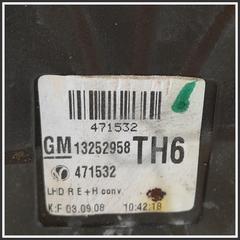 471532
GM 13252958 TH6
471532
LHD R E+H conv.
K:F 03.09.08 10:42:18